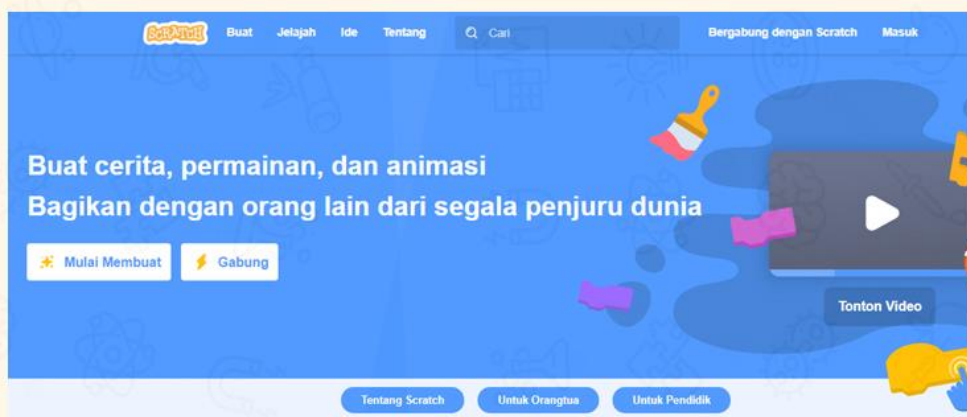 SCRATCH Buat Jelajah Ide Tentang Cari Bergabung dengan Scratch Masuk
Buat cerita, permainan, dan animasi
Bagikan dengan orang lain dari segala penjuru dunia
Mulai Membuat Gabung
Tonton Video
Tentang Scratch Untuk Orangtua Untuk Pendidik